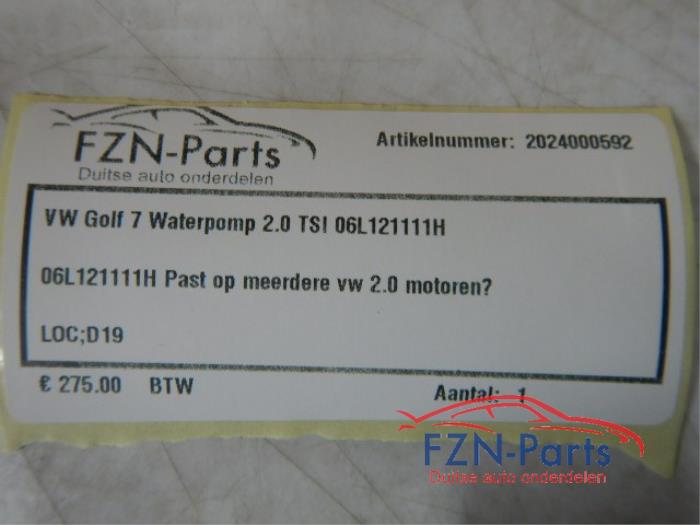 FZN-Parts
Duitse auto onderdelen
Artikelnummer: 2024000592
VW Golf 7 Waterpomp 2.0 TSI 06L121111H
06L121111H Past op meerdere vw 2.0 motoren?
LOC;D19
€ 275.00 BTW
Aantal: 1
FZN-Parts
Duitse auto onderdelen